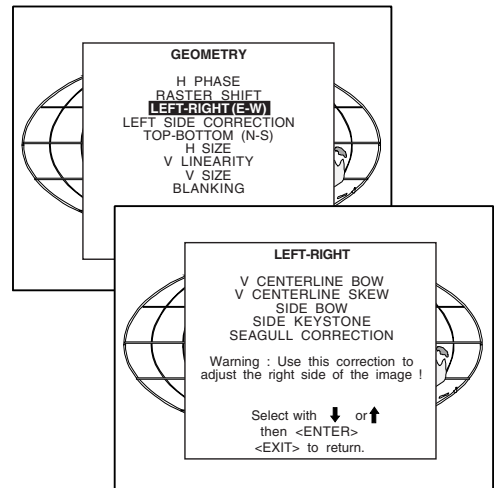 GEOMETRY
H PHASE
RASTER SHIFT
LEFT-RIGHT (E-W)
LEFT SIDE CORRECTION
TOP-BOTTOM (N-S)
H SIZE
V LINEARITY
V SIZE
BLANKING
LEFT-RIGHT
V CENTERLINE BOW
V CENTERLINE SKEW
SIDE BOW
SIDE KEYSTONE
SEAGULL CORRECTION
Warning : Use this correction to
adjust the right side of the image !
Select with ⬇ or ⬆
then <ENTER>
<EXIT> to return.